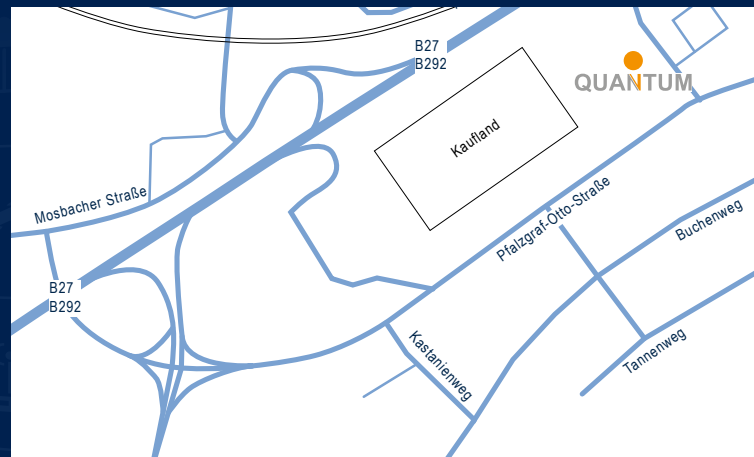 B27
B292
QUANTUM
Kaufland
Mosbacher Straße
Pfalzgraf-Otto-Straße
Buchenweg
B27
B292
Kastanienweg
Tannenweg